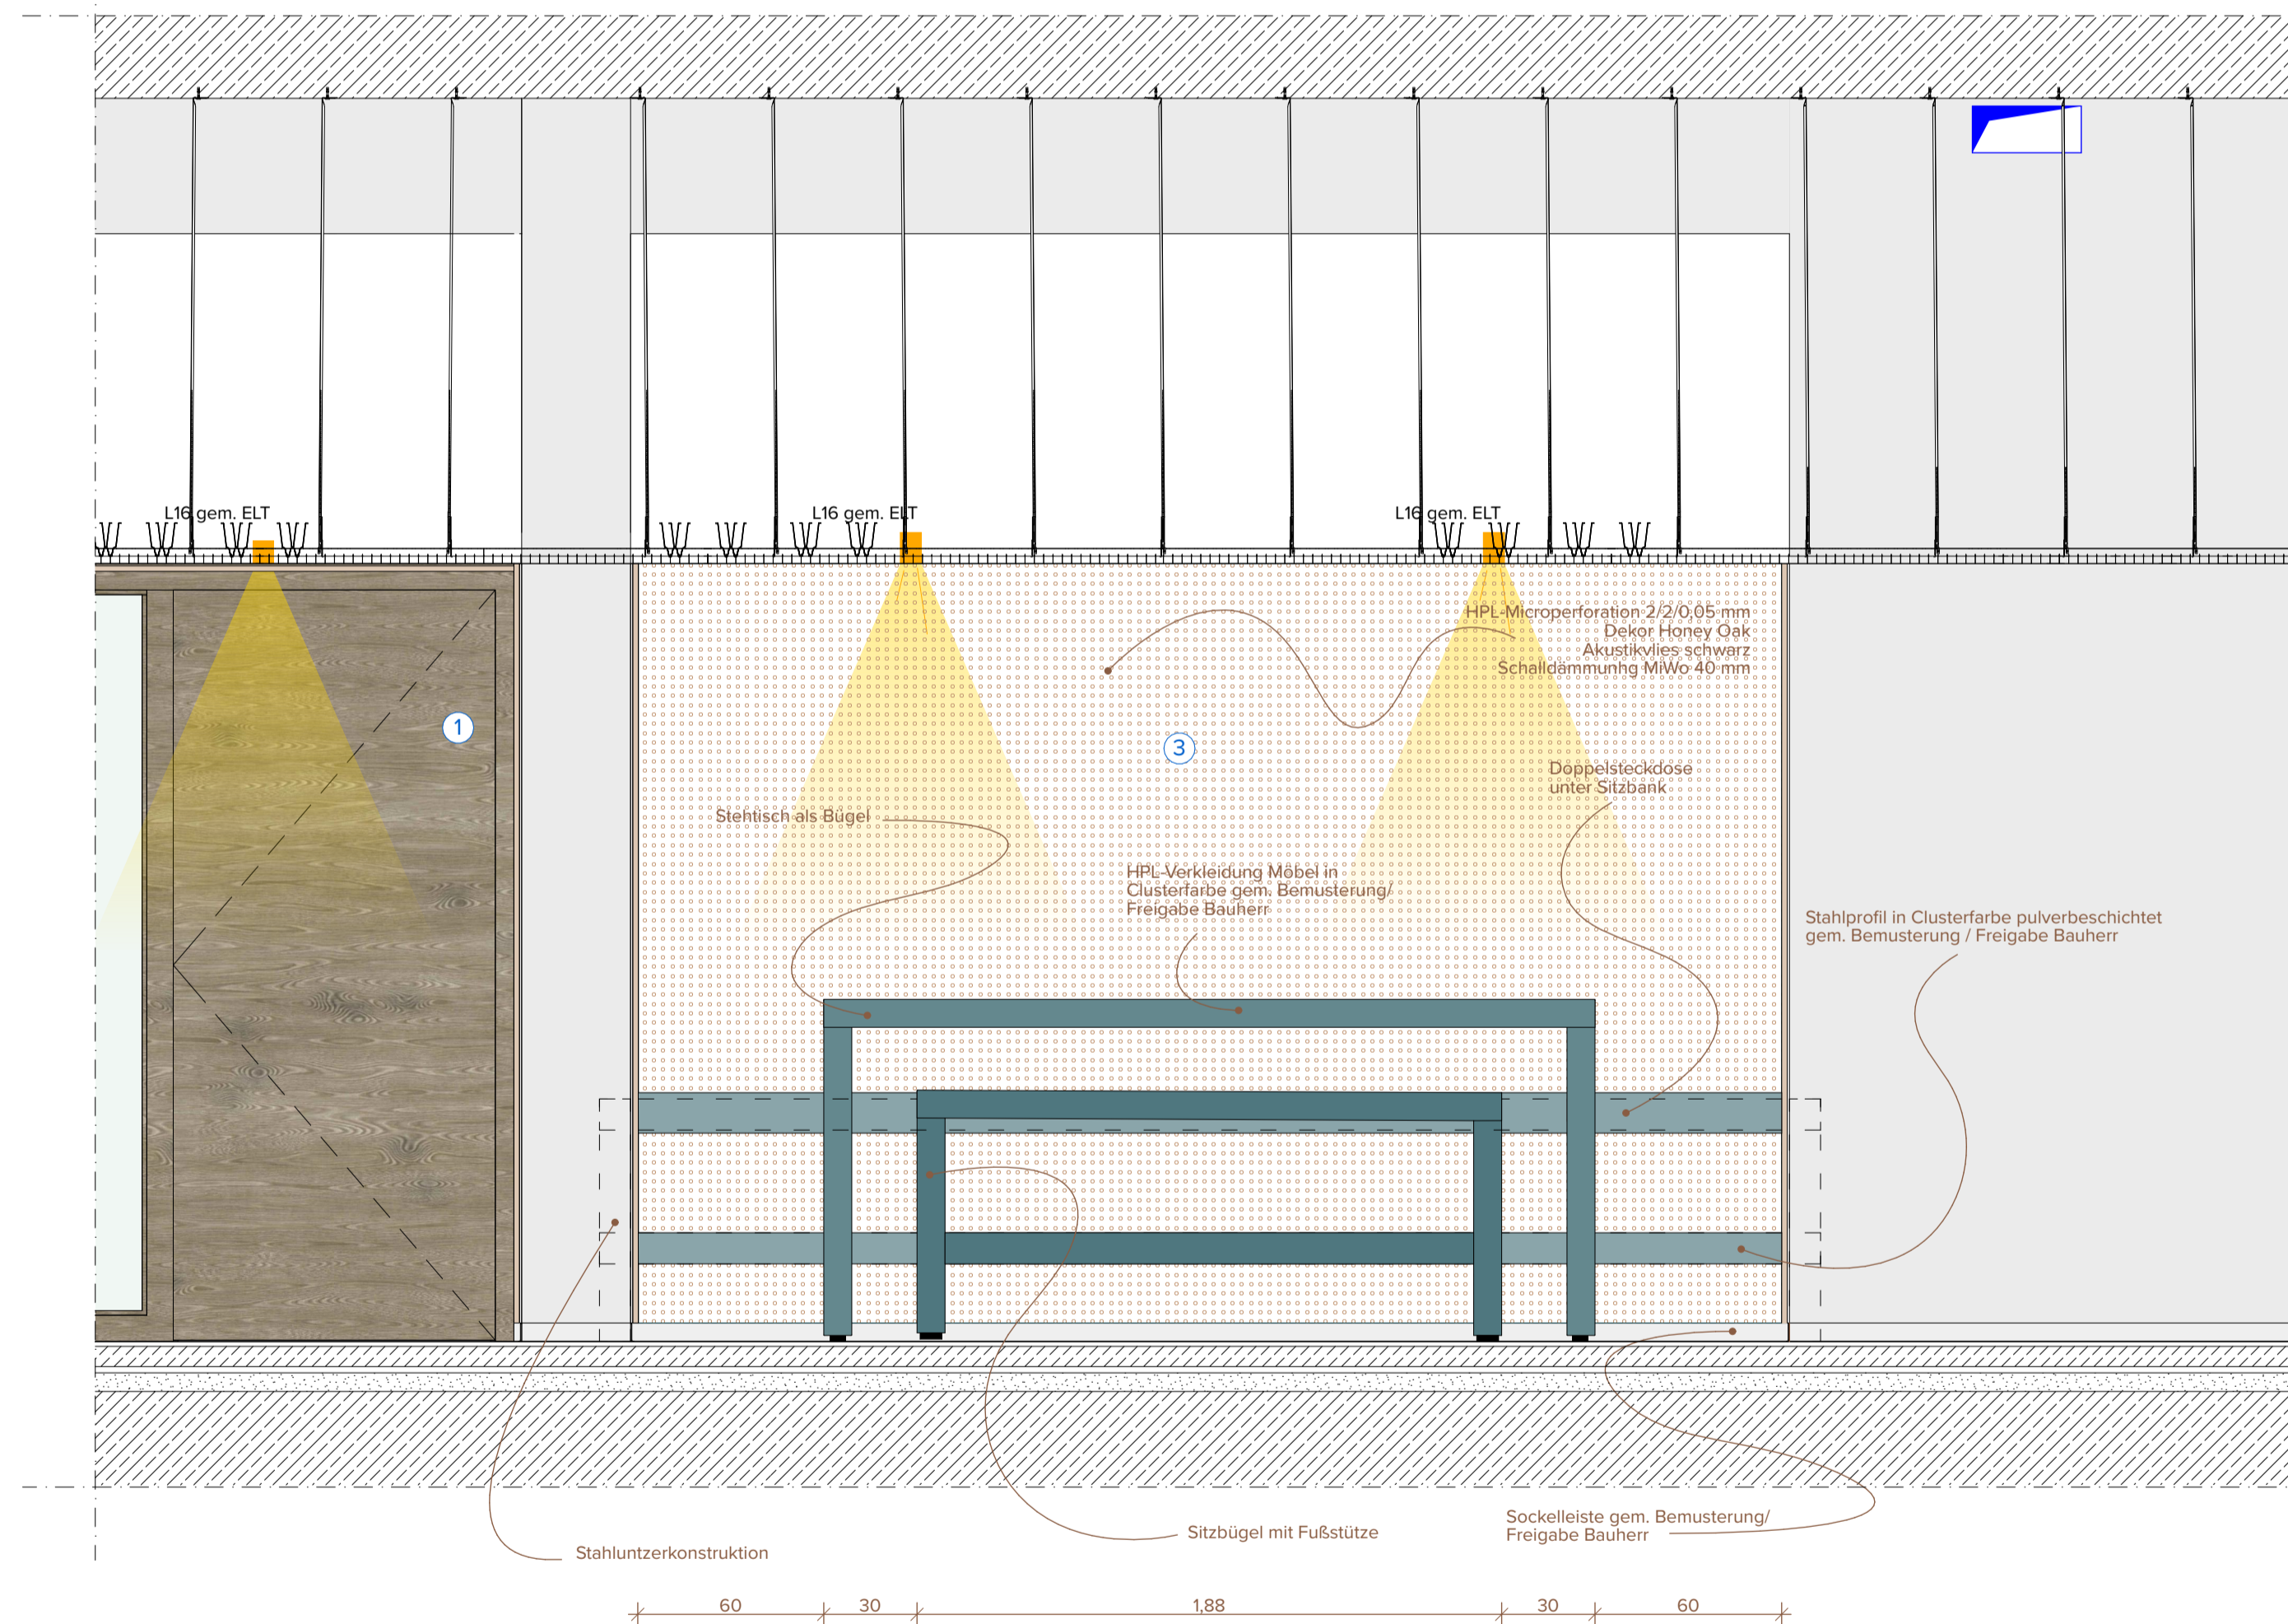 L16 gem. ELT
L16 gem. ELT
L16 gem. ELT
HPL-Microperforation 2/2/0,05 mm
Dekor Honey Oak
Akustikvlies schwarz
Schalldämmunhg MiWo 40 mm
1
3
Doppelsteckdose
unter Sitzbank
Stehtisch als Bügel
HPL-Verkleidung Möbel in
Clusterfarbe gem. Bemusterung/
Freigabe Bauherr
Stahlprofil in Clusterfarbe pulverbeschichtet
gem. Bemusterung / Freigabe Bauherr
Sockelleiste gem. Bemusterung/
Freigabe Bauherr
Sitzbügel mit Fußstütze
Stahluntzerkonstruktion
60
30
1,88
30
60